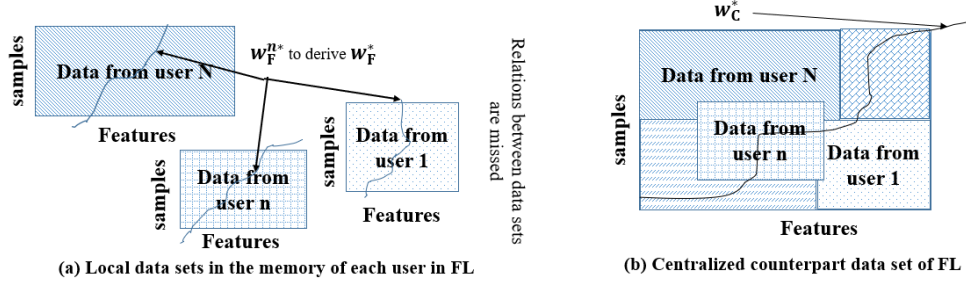 samples
Data from user N
Features
w_F^{n*} to derive w_F^*
samples
Data from
user n
Features
samples
Data from
user 1
Features
Relations between data sets
are missed
(a) Local data sets in the memory of each user in FL
w_C^*
samples
Data from user N
Data from
user n
Data from
user 1
Features
(b) Centralized counterpart data set of FL